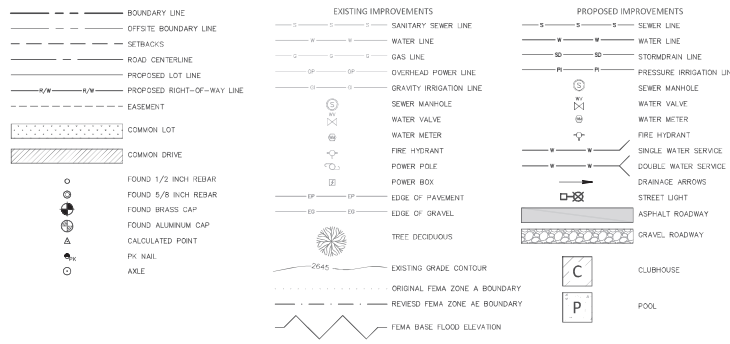 BOUNDARY LINE
OFFSITE BOUNDARY LINE
SETBACKS
ROAD CENTERLINE
PROPOSED LOT LINE
R/W R/W PROPOSED RIGHT-OF-WAY LINE
EASEMENT
COMMON LOT
COMMON DRIVE
FOUND 1/2 INCH REBAR
FOUND 5/8 INCH REBAR
FOUND BRASS CAP
FOUND ALUMINUM CAP
CALCULATED POINT
PK PK NAIL
AXLE
EXISTING IMPROVEMENTS
S S S SANITARY SEWER LINE
W W WATER LINE
G G G GAS LINE
OP OP OVERHEAD POWER LINE
GI GI GRAVITY IRRIGATION LINE
S SEWER MANHOLE
WV WATER VALVE
WATER METER
FIRE HYDRANT
POWER POLE
P POWER BOX
EP EP EDGE OF PAVEMENT
EG EG EDGE OF GRAVEL
TREE DECIDUOUS
2645 EXISTING GRADE CONTOUR
ORIGINAL FEMA ZONE A BOUNDARY
REVIESD FEMA ZONE AE BOUNDARY
FEMA BASE FLOOD ELEVATION
PROPOSED IMPROVEMENTS
S S S SEWER LINE
W W WATER LINE
SD SD STORMDRAIN LINE
PI PI PRESSURE IRRIGATION LIN
S SEWER MANHOLE
WV WATER VALVE
WATER METER
FIRE HYDRANT
W W SINGLE WATER SERVICE
W W DOUBLE WATER SERVICE
DRAINAGE ARROWS
STREET LIGHT
ASPHALT ROADWAY
GRAVEL ROADWAY
C CLUBHOUSE
P POOL